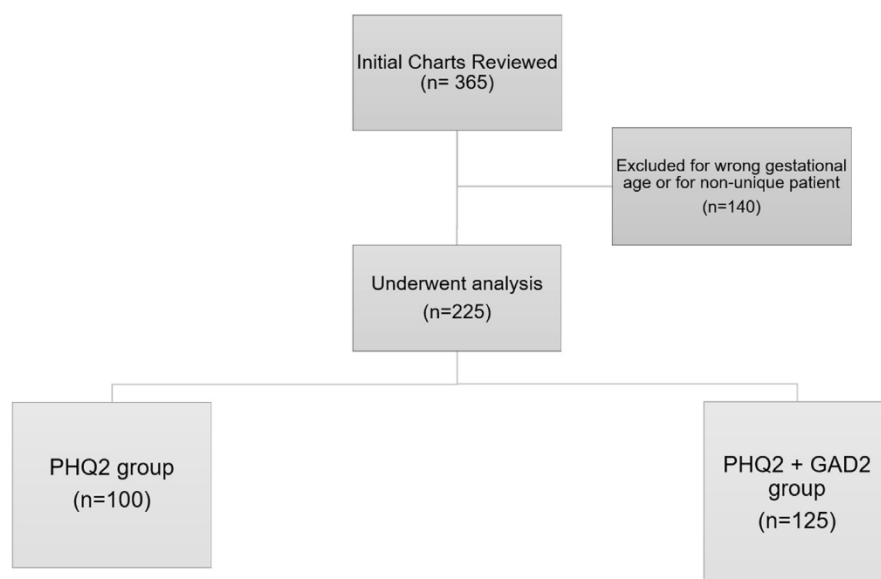 Initial Charts Reviewed
(n= 365)
Excluded for wrong gestational
age or for non-unique patient
(n=140)
Underwent analysis
(n=225)
PHQ2 group
(n=100)
PHQ2 + GAD2
group
(n=125)